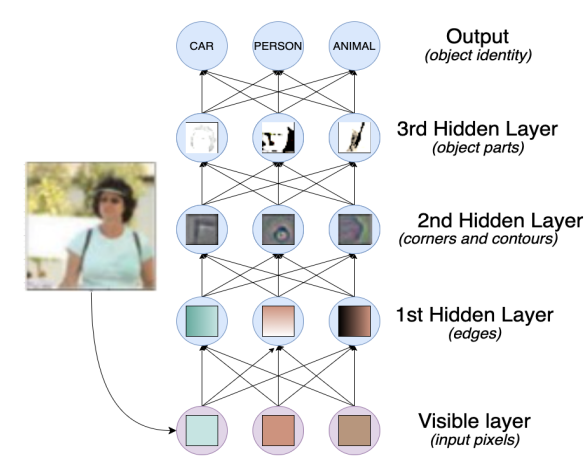 CAR PERSON ANIMAL
Output
(object identity)
3rd Hidden Layer
(object parts)
2nd Hidden Layer
(corners and contours)
1st Hidden Layer
(edges)
Visible layer
(input pixels)